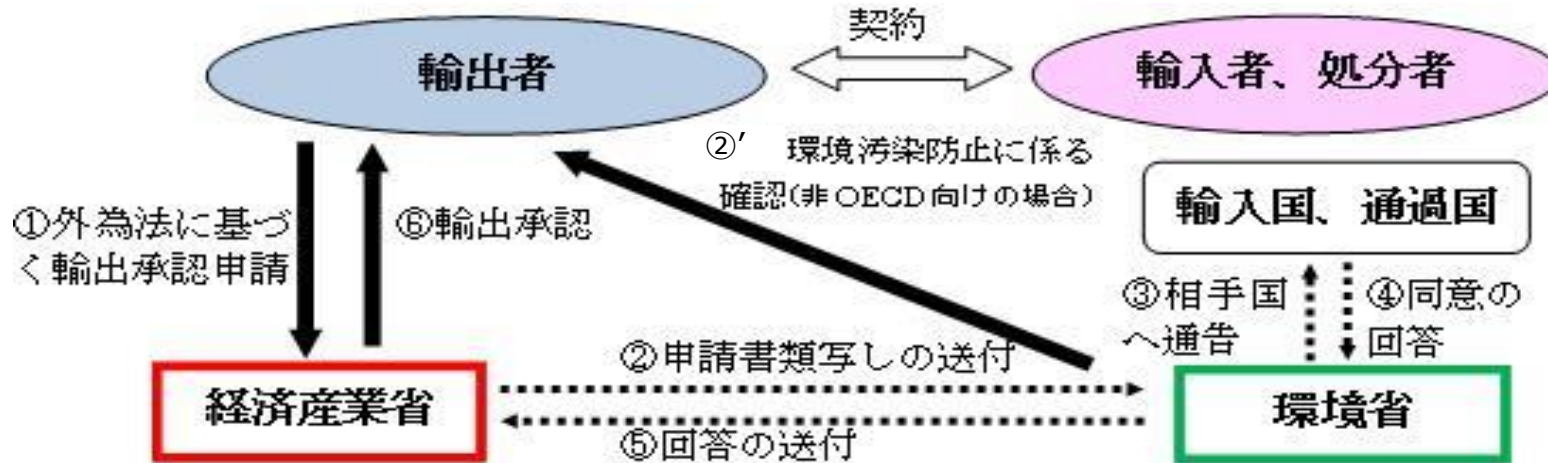 契約
輸出者
輸入者、処分者
②’ 環境汚染防止に係る
確認(非OECD向けの場合)
輸入国、通過国
①外為法に基づ
く輸出承認申請
⑥輸出承認
③相手国
へ通告
④同意の
回答
②申請書類写しの送付
経済産業省
環境省
⑤回答の送付